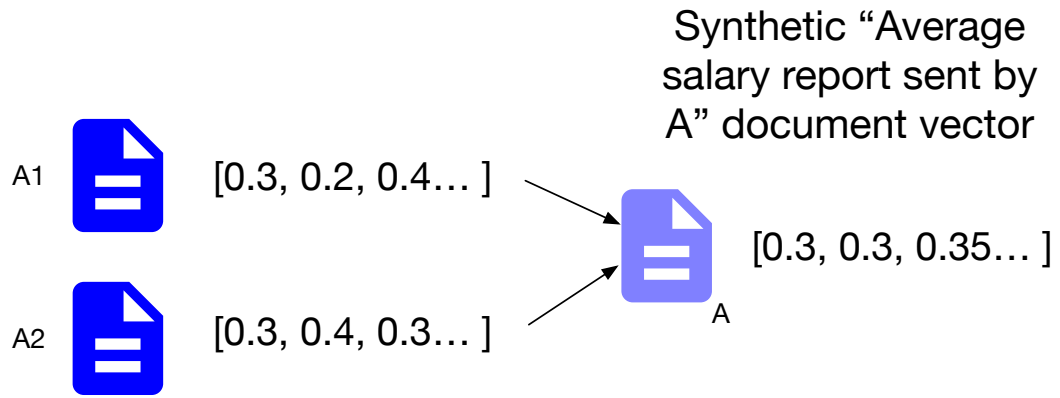 Synthetic “Average
salary report sent by
A” document vector
A1
[0.3, 0.2, 0.4… ]
[0.3, 0.3, 0.35… ]
A
A2
[0.3, 0.4, 0.3… ]